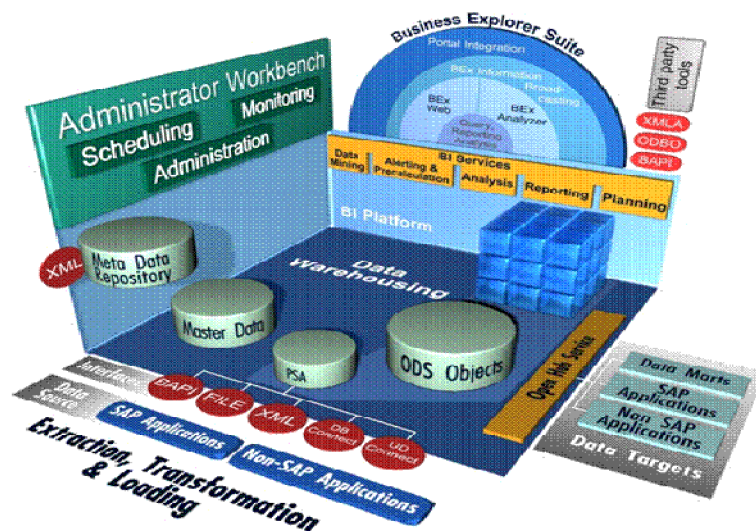 Business Explorer Suite
Portal Integration
BEx Information
Broad-
casting
BEx
Web
BEx
Analyzer
Query,
Reporting
Analysis
Third party
tools
XMLA
ODBO
BAPI
Administrator Workbench
Scheduling
Monitoring
Administration
BI Services
Data
Mining
Alerting &
Precalculation
Analysis
Reporting
Planning
BI Platform
Data
Warehousing
XML
Meta Data
Repository
Master Data
PSA
ODS Objects
Open Hub Service
Data Marts
SAP Applications
Non SAP
Applications
Data Targets
Interface
BAPI
FILE
XML
DB
Connect
UD
Connect
Data
Source
SAP Applications
Non-SAP Applications
Extraction, Transformation
& Loading